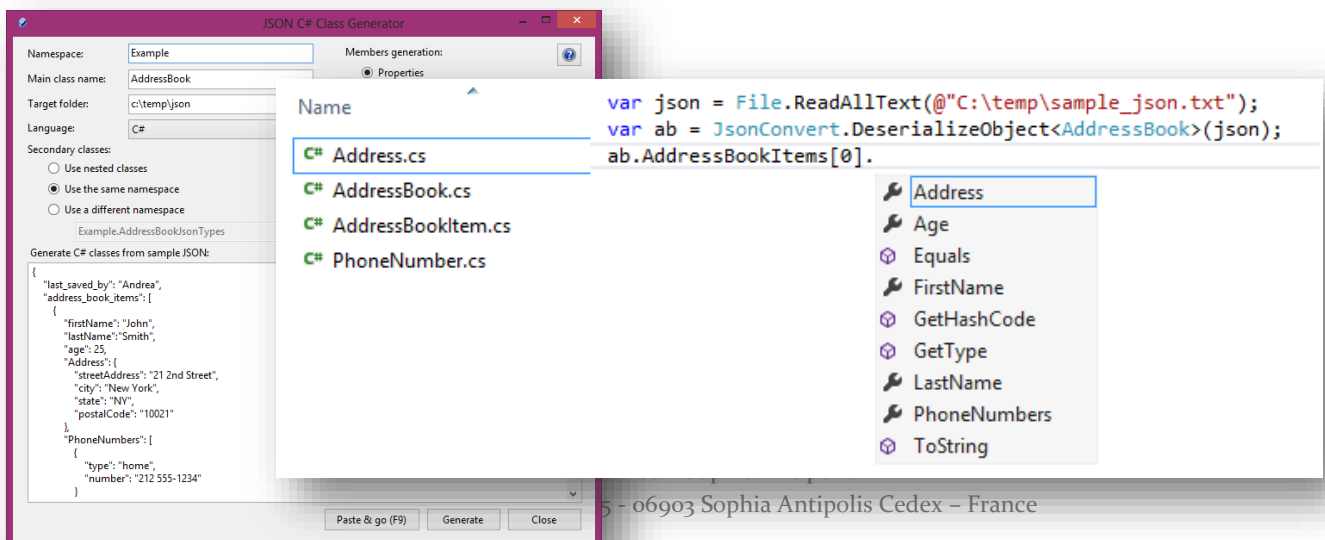 JSON C# Class Generator
Namespace:
Example
Main class name:
AddressBook
Target folder:
c:\temp\json
Language:
C#
Secondary classes:
Use nested classes
Use the same namespace
Use a different namespace
Example.AddressBookJsonTypes
Members generation:
Properties
Generate C# classes from sample JSON:
{
"last_saved_by": "Andrea",
"address_book_items": [
{
"firstName": "John",
"lastName":"Smith",
"age": 25,
"Address": {
"streetAddress": "21 2nd Street",
"city": "New York",
"state": "NY",
"postalCode": "10021"
},
"PhoneNumbers": [
{
"type": "home",
"number": "212 555-1234"
}
Paste & go (F9)
Generate
Close
Name
C# Address.cs
C# AddressBook.cs
C# AddressBookItem.cs
C# PhoneNumber.cs
var json = File.ReadAllText(@"C:\temp\sample_json.txt");
var ab = JsonConvert.DeserializeObject<AddressBook>(json);
ab.AddressBookItems[0].
Address
Age
Equals
FirstName
GetHashCode
GetType
LastName
PhoneNumbers
ToString
5 - 06903 Sophia Antipolis Cedex – France